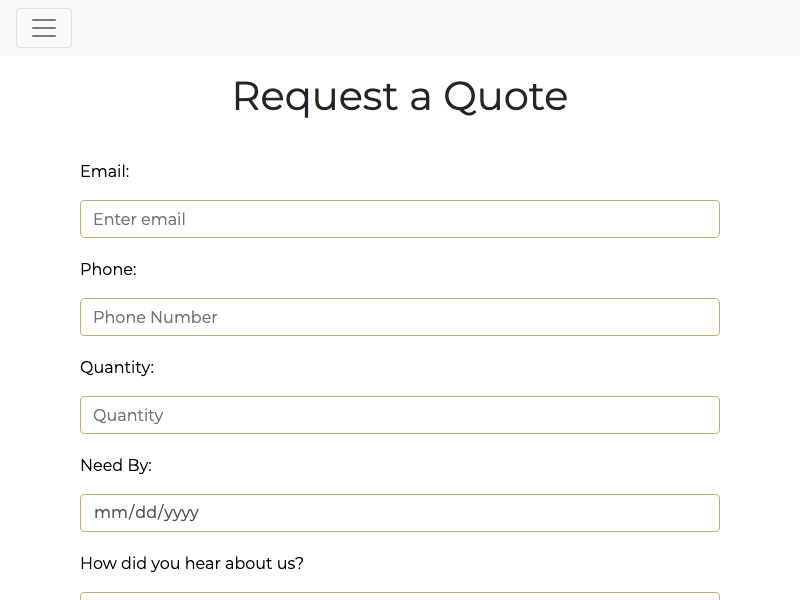 Request a Quote
Email:
Enter email
Phone:
Phone Number
Quantity:
Quantity
Need By:
mm/dd/yyyy
How did you hear about us?